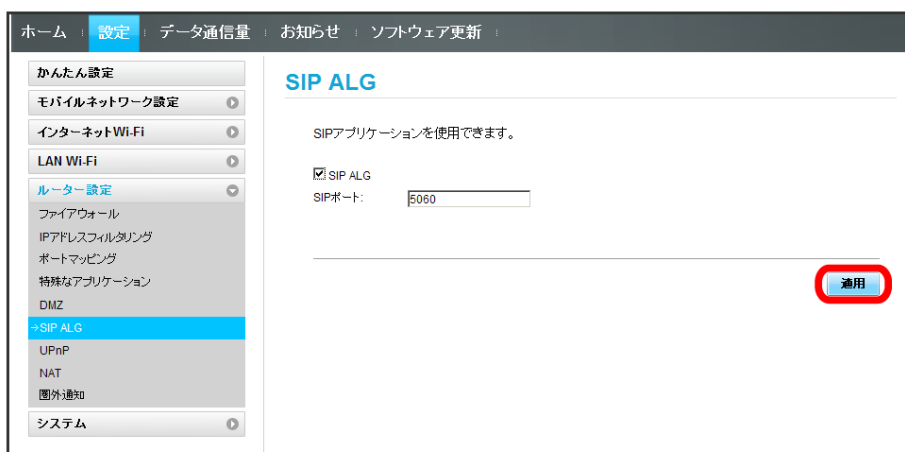 ホーム 設定 データ通信量 お知らせ ソフトウェア更新
かんたん設定
モバイルネットワーク設定
インターネットWi-Fi
LAN Wi-Fi
ルーター設定
ファイアウォール
IPアドレスフィルタリング
ポートマッピング
特殊なアプリケーション
DMZ
→SIP ALG
UPnP
NAT
圏外通知
システム
SIP ALG
SIPアプリケーションを使用できます。
SIP ALG
SIPポート: 5060
適用